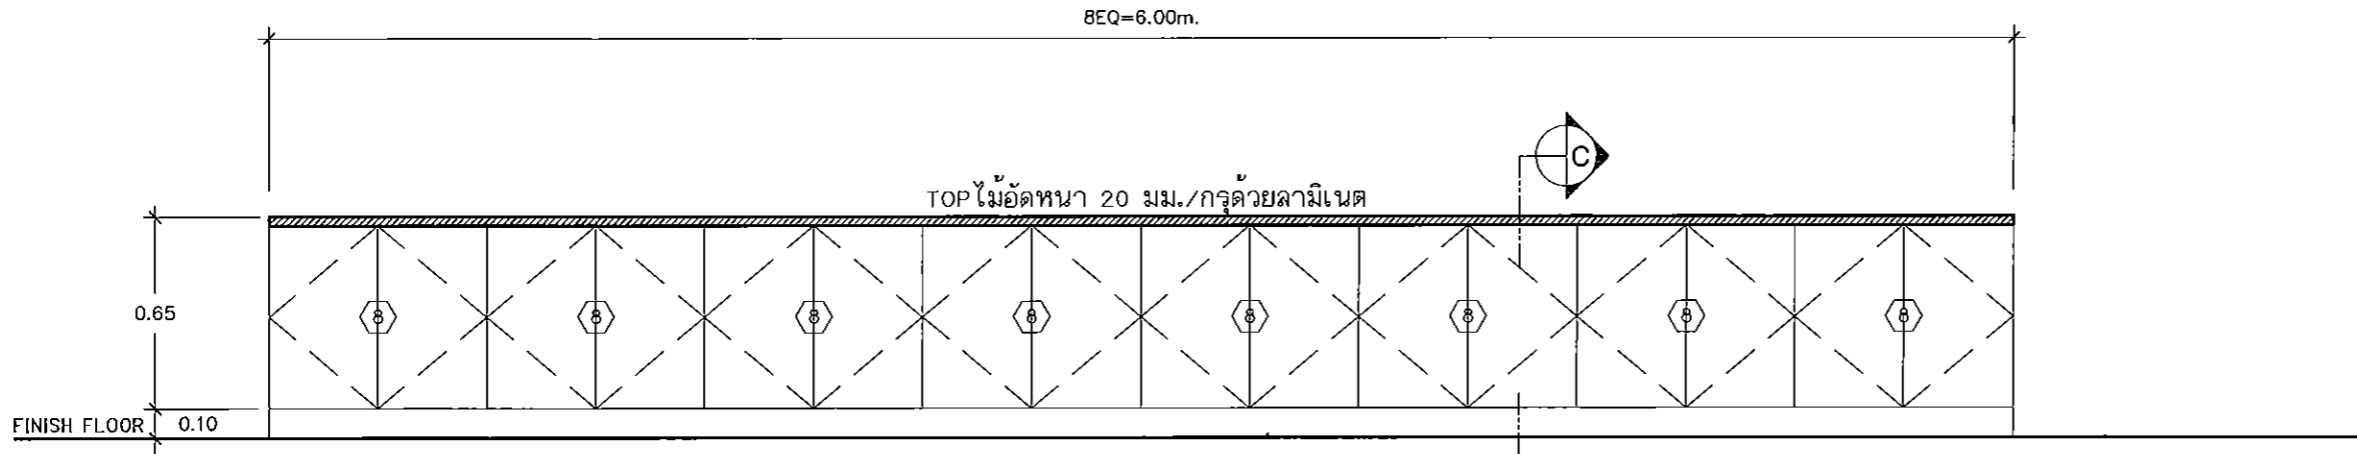 8EQ=6.00m.
C
TOP ไม้อัดหนา 20 มม./กรุด้วยลามิเนต
0.65
8 8 8 8 8 8 8 8
FINISH FLOOR 0.10